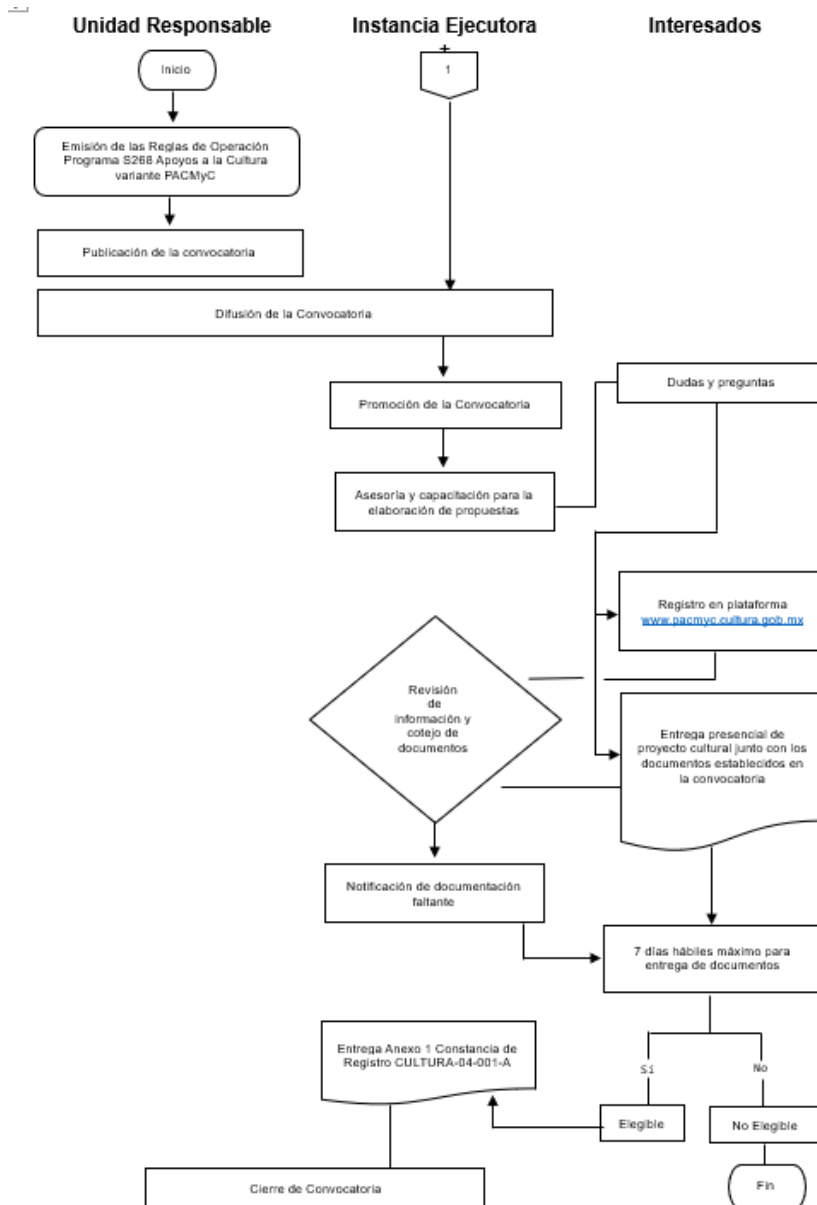 Unidad Responsable
Instancia Ejecutora
Interesados
Inicio
1
Emisión de las Reglas de Operación
Programa S268 Apoyos a la Cultura
variante PACMyC
Publicación de la convocatoria
Difusión de la Convocatoria
Promoción de la Convocatoria
Dudas y preguntas
Asesoría y capacitación para la
elaboración de propuestas
Registro en plataforma
www.pacmyc.cultura.gob.mx
Revisión
de
información y
cotejo de
documentos
Entrega presencial de
proyecto cultural junto con los
documentos establecidos en
la convocatoria
Notificación de documentación
faltante
7 días hábiles máximo para
entrega de documentos
Entrega Anexo 1 Constancia de
Registro CULTURA-04-001-A
Sí
No
Elegible
No Elegible
Cierre de Convocatoria
Fin